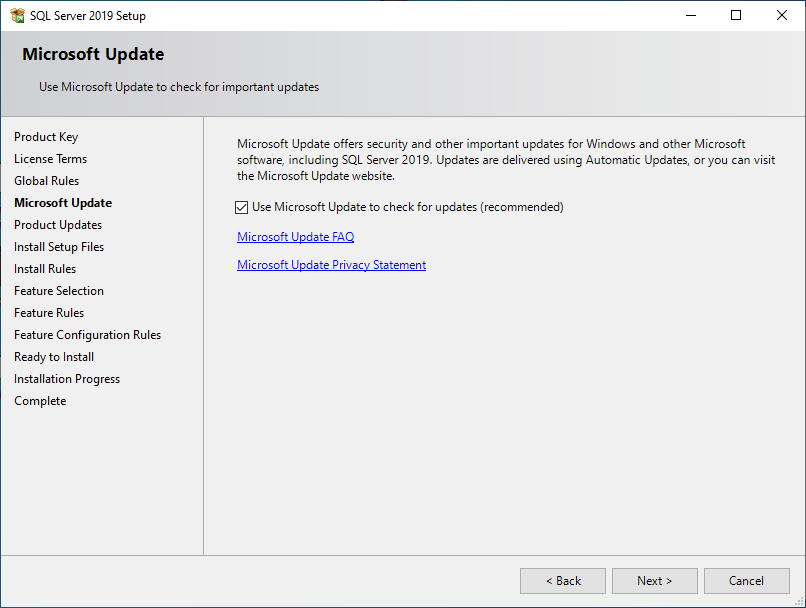 SQL Server 2019 Setup
Microsoft Update
Use Microsoft Update to check for important updates
Product Key
License Terms
Global Rules
Microsoft Update
Product Updates
Install Setup Files
Install Rules
Feature Selection
Feature Rules
Feature Configuration Rules
Ready to Install
Installation Progress
Complete
Microsoft Update offers security and other important updates for Windows and other Microsoft
software, including SQL Server 2019. Updates are delivered using Automatic Updates, or you can visit
the Microsoft Update website.
Use Microsoft Update to check for updates (recommended)
Microsoft Update FAQ
Microsoft Update Privacy Statement
< Back
Next >
Cancel